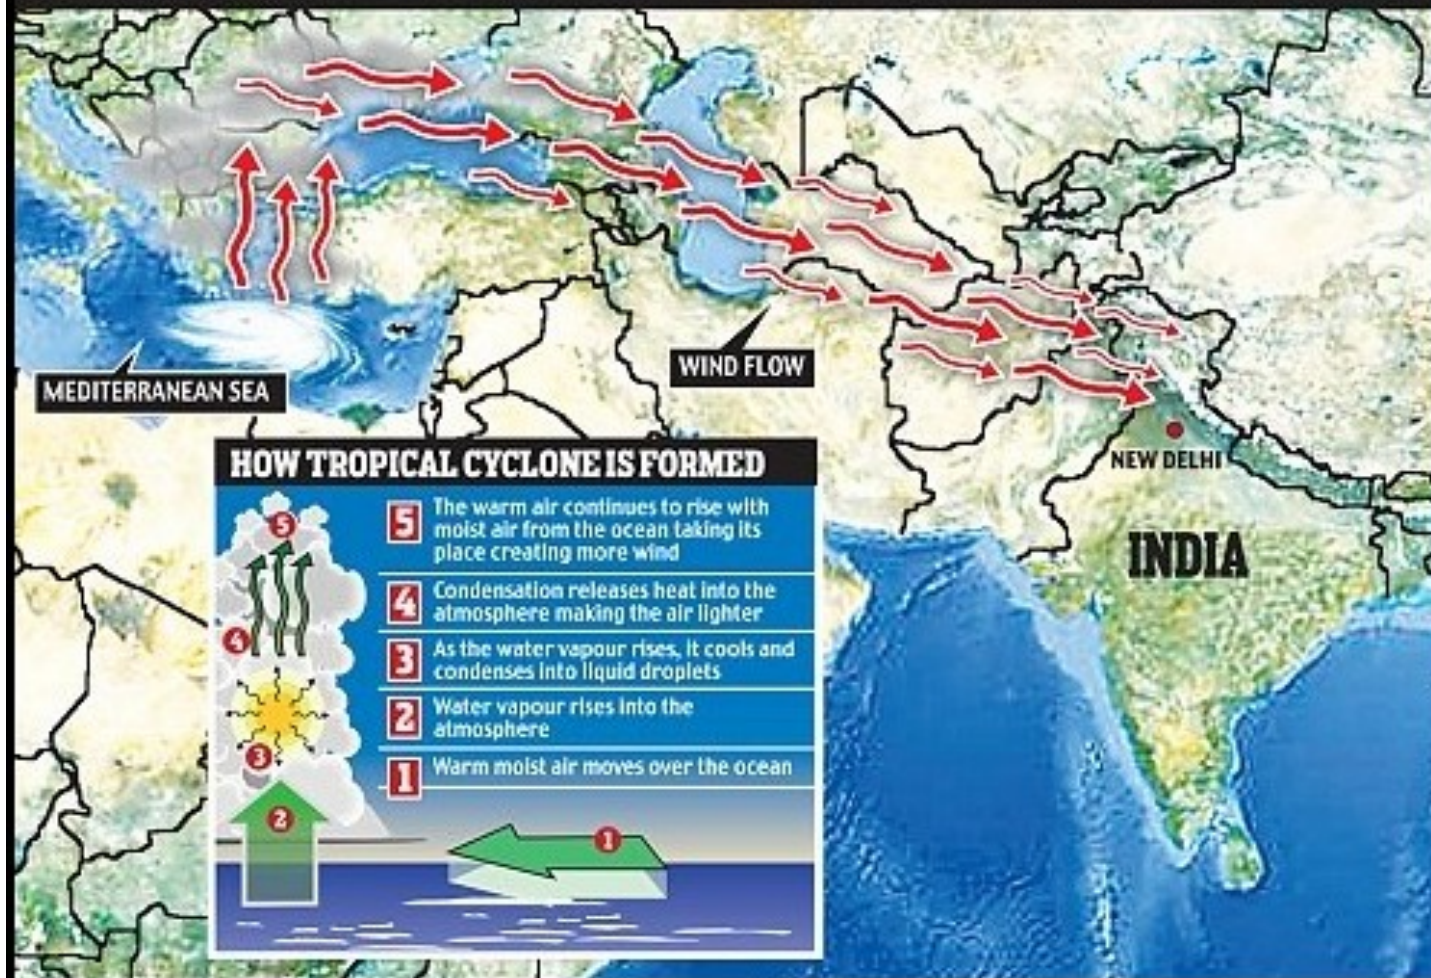 MEDITERRANEAN SEA
WIND FLOW
NEW DELHI
INDIA
HOW TROPICAL CYCLONE IS FORMED
5
5 The warm air continues to rise with
moist air from the ocean taking its
place creating more wind
4
4 Condensation releases heat into the
atmosphere making the air lighter
3 As the water vapour rises, it cools and
condenses into liquid droplets
2 Water vapour rises into the
atmosphere
3
1 Warm moist air moves over the ocean
2
1